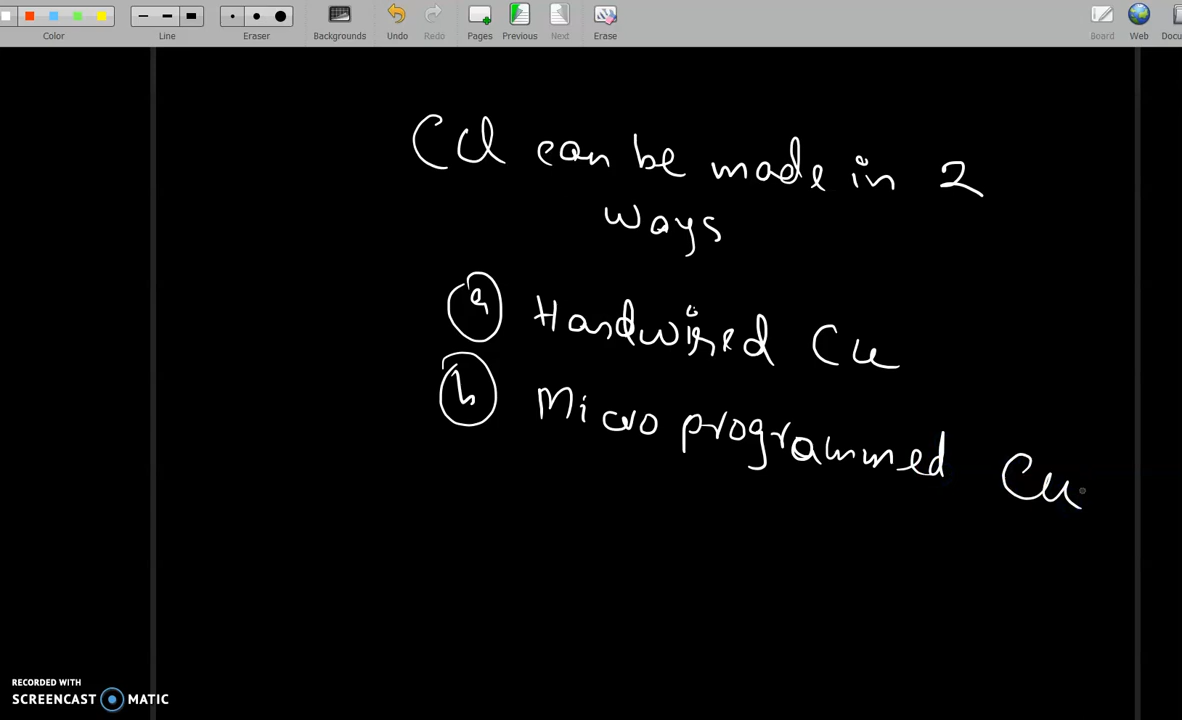 Color Line Eraser Backgrounds Undo Redo Pages Previous Next Erase Board Web Docu
CU can be made in 2
ways
a Hardwired Cu
b Micro programmed Cu
RECORDED WITH
SCREENCAST MATIC